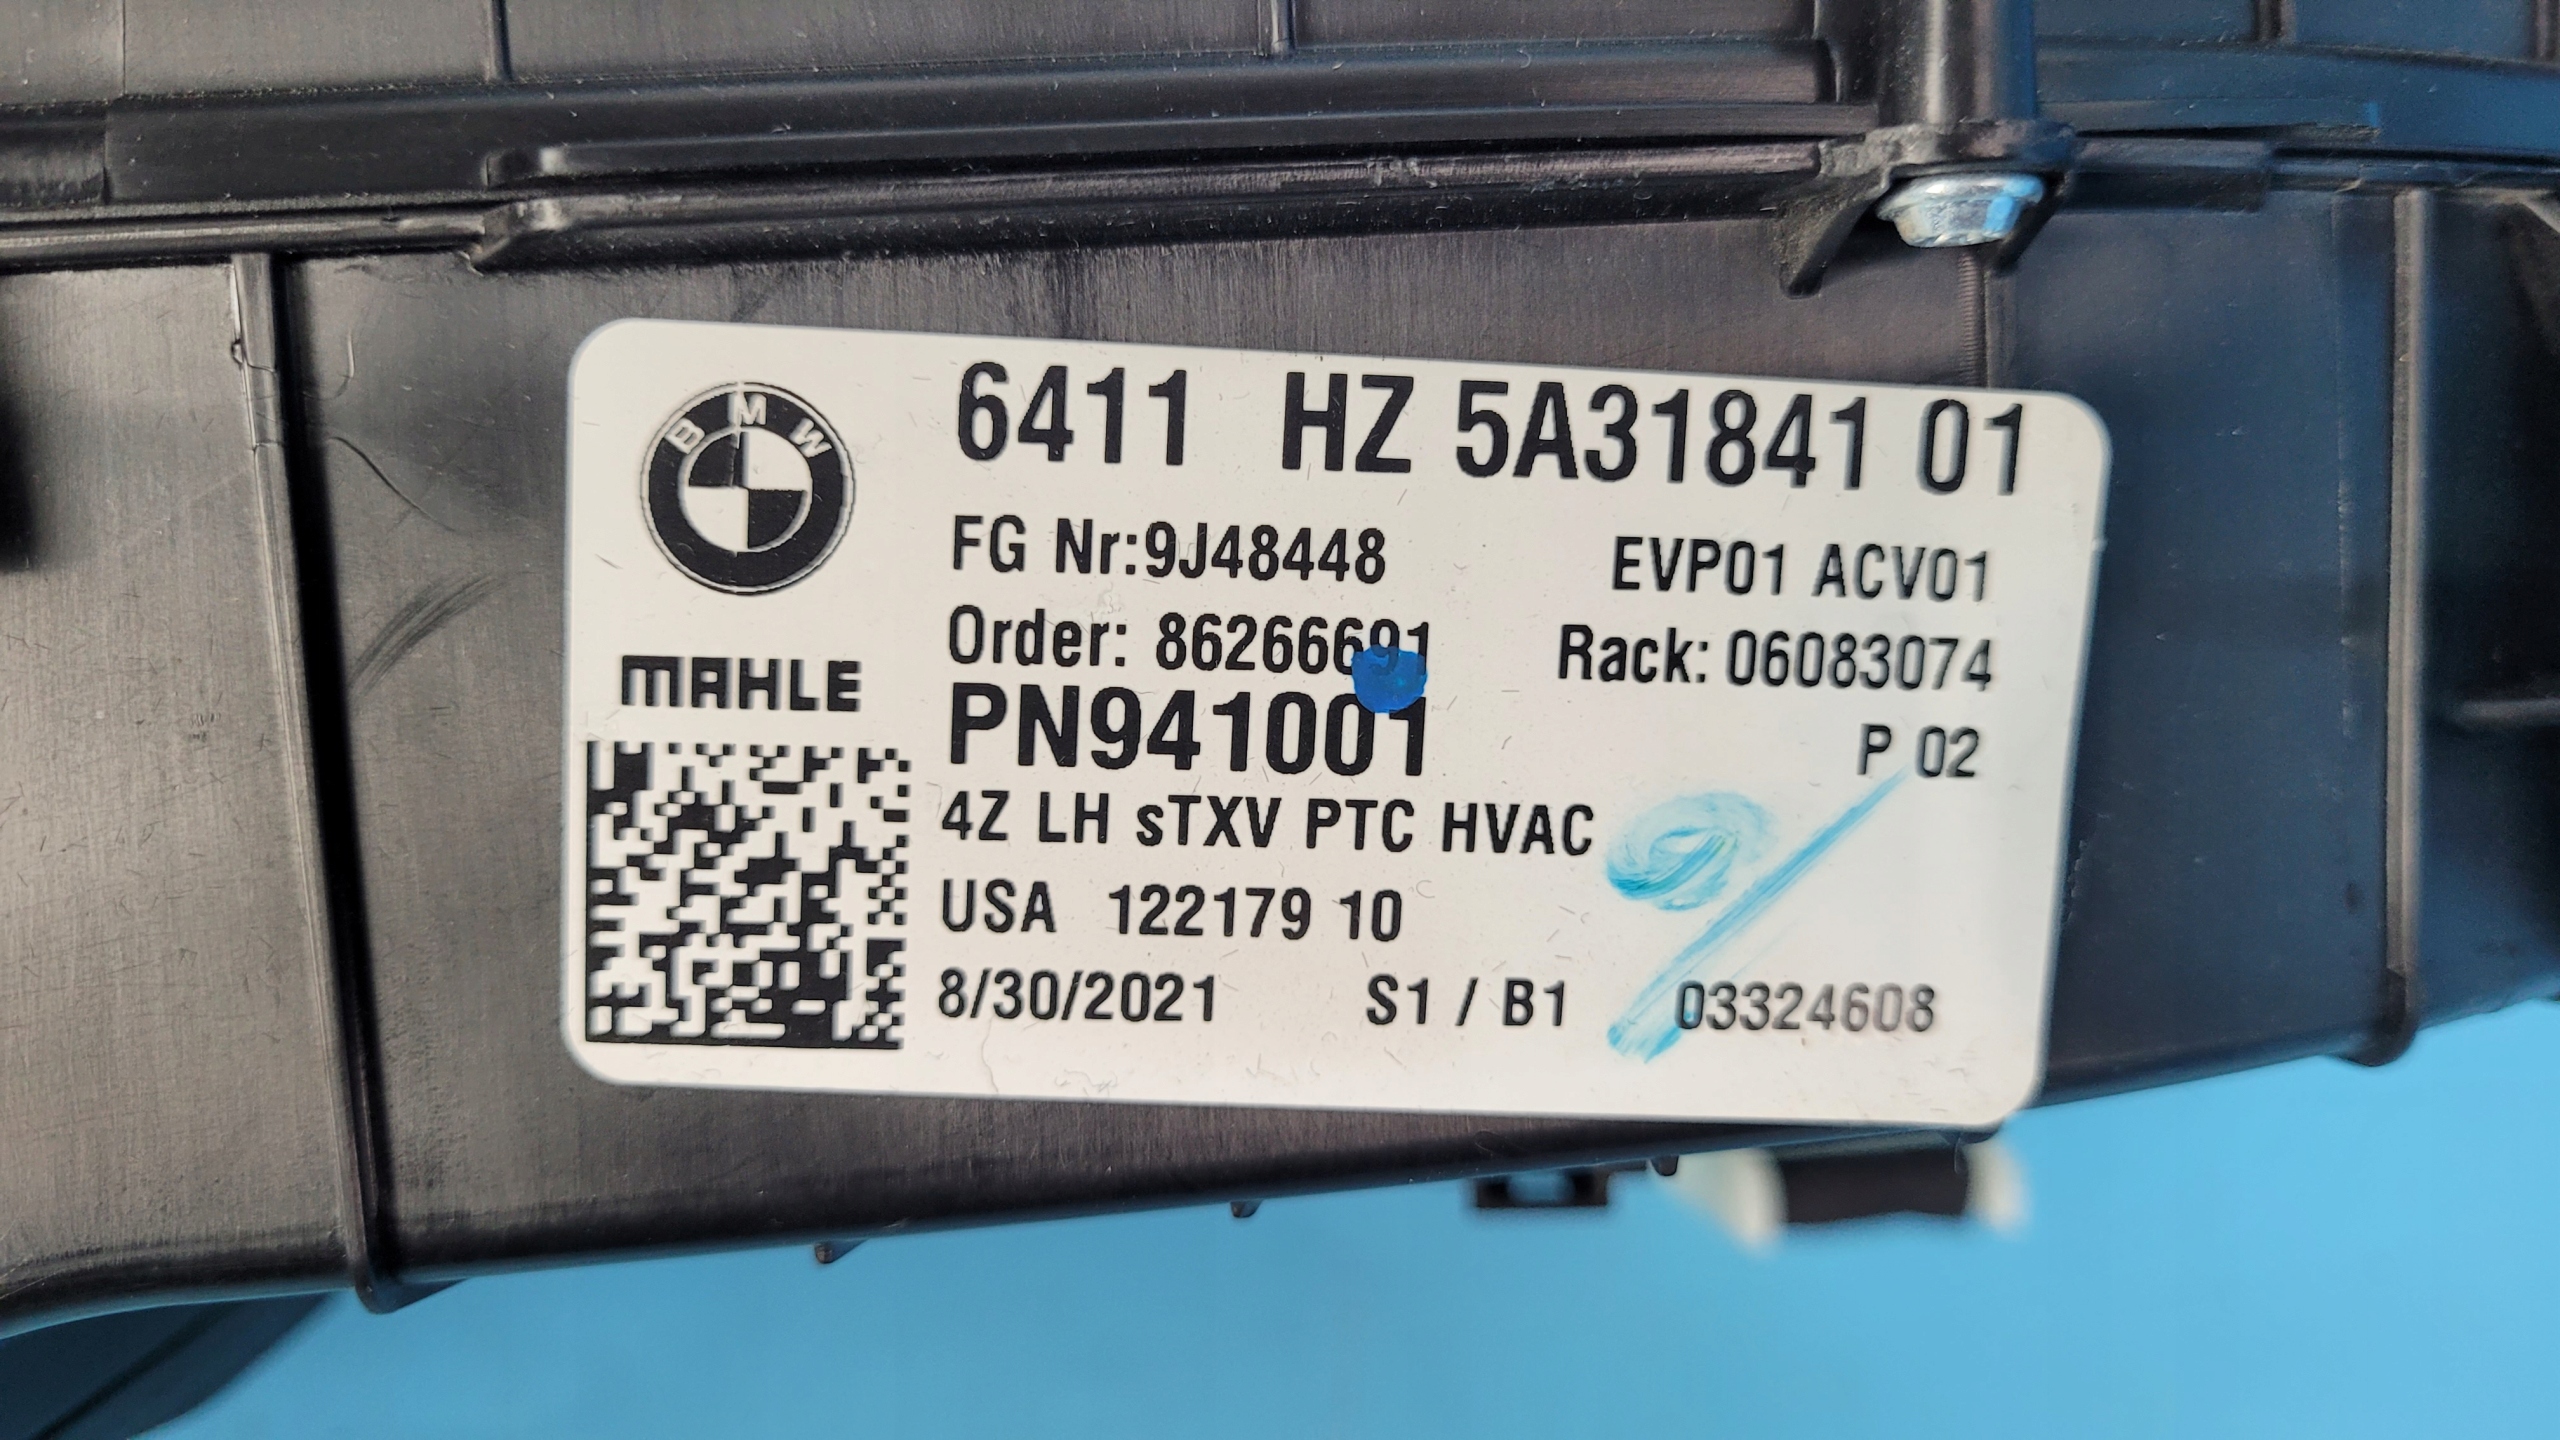 BMW
6411 HZ 5A31841 01
FG Nr:9J48448 EVP01 ACV01
Order: 86266691 Rack: 06083074
MAHLE
PN941001 P 02
4Z LH sTXV PTC HVAC
USA 122179 10
8/30/2021 S1 / B1 03324608